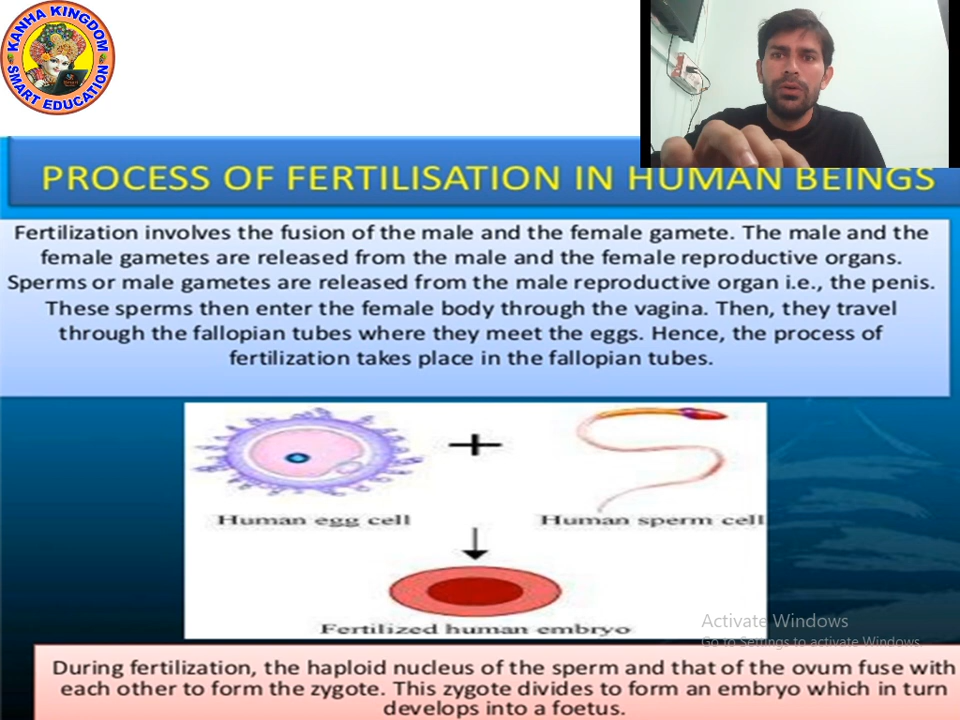 KANHA KINGDOM
SMART EDUCATION
PROCESS OF FERTILISATION IN HUMAN BEINGS
Fertilization involves the fusion of the male and the female gamete. The male and the
female gametes are released from the male and the female reproductive organs.
Sperms or male gametes are released from the male reproductive organ i.e., the penis.
These sperms then enter the female body through the vagina. Then, they travel
through the fallopian tubes where they meet the eggs. Hence, the process of
fertilization takes place in the fallopian tubes.
Human egg cell
Human sperm cell
Fertilized human embryo
Activate Windows
Go to Settings to activate Windows.
During fertilization, the haploid nucleus of the sperm and that of the ovum fuse with
each other to form the zygote. This zygote divides to form an embryo which in turn
develops into a foetus.